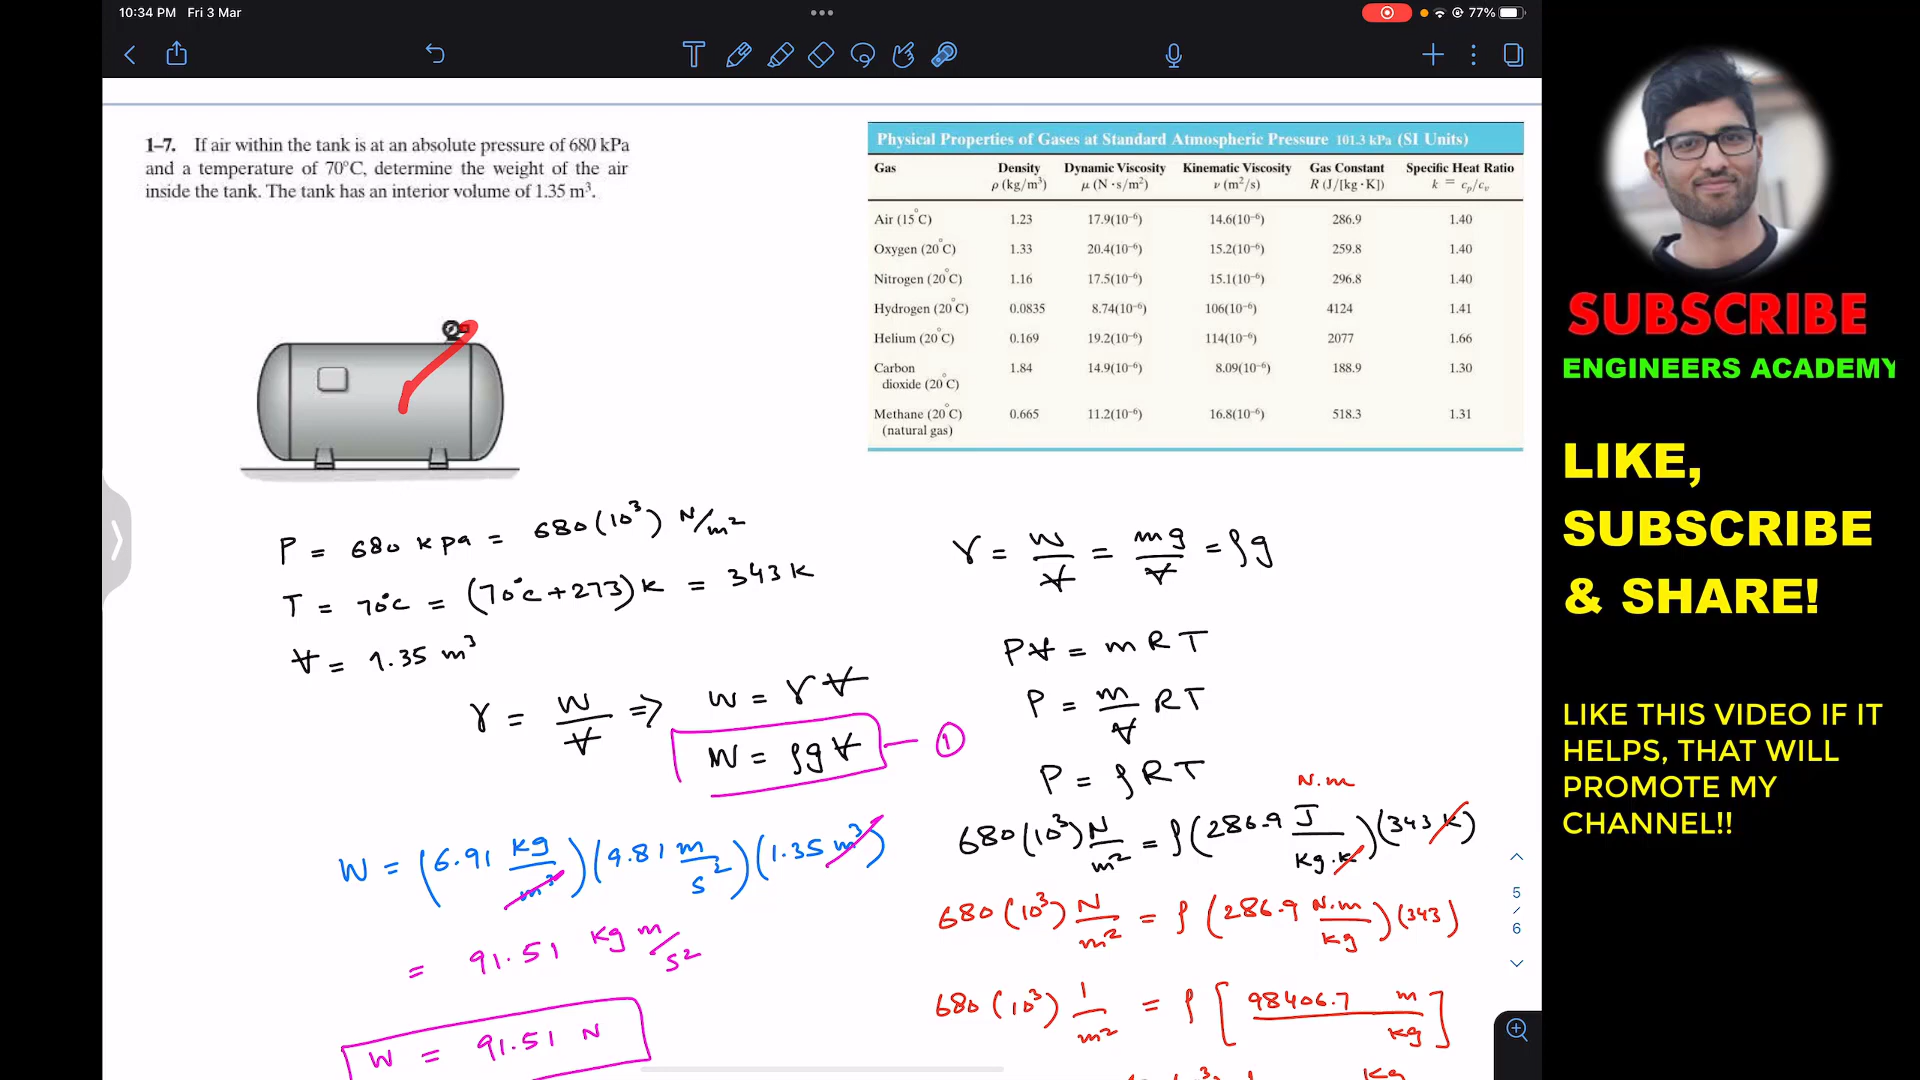 10:34 PM Fri 3 Mar
77%
1–7. If air within the tank is at an absolute pressure of 680 kPa
and a temperature of 70°C, determine the weight of the air
inside the tank. The tank has an interior volume of 1.35 m³.
Physical Properties of Gases at Standard Atmospheric Pressure 101.3 kPa (SI Units)
Gas Density ρ (kg/m³) Dynamic Viscosity μ (N·s/m²) Kinematic Viscosity ν (m²/s) Gas Constant R (J/[kg·K]) Specific Heat Ratio k = cp/cv
Air (15°C) 1.23 17.9(10⁻⁶) 14.6(10⁻⁶) 286.9 1.40
Oxygen (20°C) 1.33 20.4(10⁻⁶) 15.2(10⁻⁶) 259.8 1.40
Nitrogen (20°C) 1.16 17.5(10⁻⁶) 15.1(10⁻⁶) 296.8 1.40
Hydrogen (20°C) 0.0835 8.74(10⁻⁶) 106(10⁻⁶) 4124 1.41
Helium (20°C) 0.169 19.2(10⁻⁶) 114(10⁻⁶) 2077 1.66
Carbon dioxide (20°C) 1.84 14.9(10⁻⁶) 8.09(10⁻⁶) 188.9 1.30
Methane (20°C) (natural gas) 0.665 11.2(10⁻⁶) 16.8(10⁻⁶) 518.3 1.31
P = 680 kpa = 680(10³) N/m²
T = 70°c = (70°c+273)k = 343 k
V = 1.35 m³
γ = W/V => W = γV
W = ρgV — ①
W = (6.91 kg/m³)(9.81 m/s²)(1.35 m³)
= 91.51 kg m/s²
W = 91.51 N
γ = W/V = mg/V = ρg
PV = mRT
P = m/V RT
P = ρRT
N.m
680(10³) N/m² = ρ(286.9 J/kg.k)(343 k)
680(10³) N/m² = ρ(286.9 N.m/kg)(343)
680(10³) 1/m² = ρ[98406.7 m/kg]
kg
5
6
SUBSCRIBE
ENGINEERS ACADEMY
LIKE,
SUBSCRIBE
& SHARE!
LIKE THIS VIDEO IF IT
HELPS, THAT WILL
PROMOTE MY
CHANNEL!!